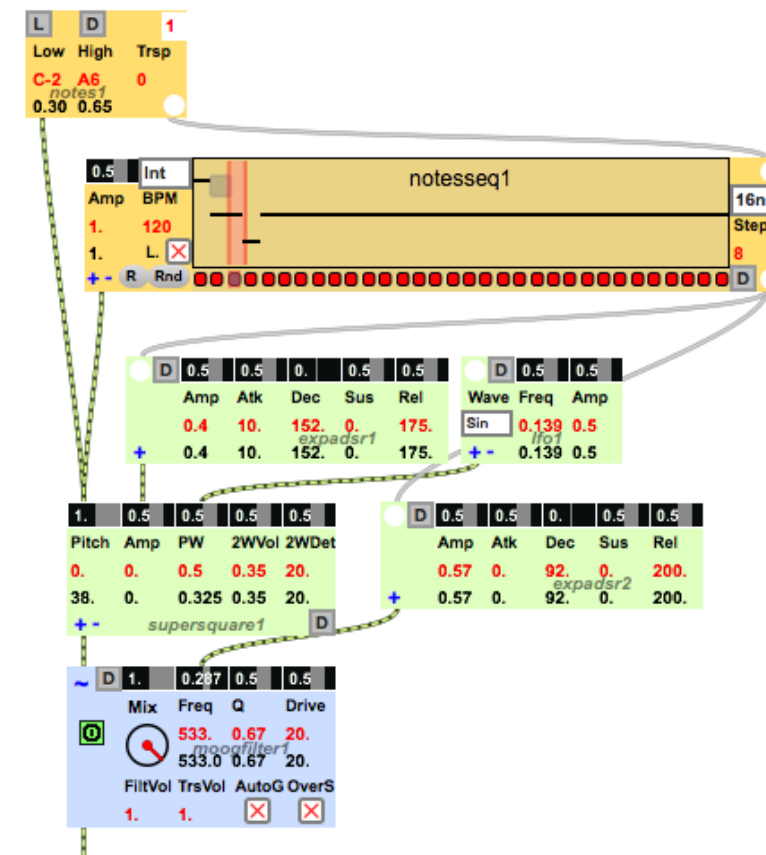 L D 1
Low High Trsp
C-2 A6 0
notes1
0.30 0.65
0.5 Int
notesseq1
Amp BPM
16n
1. 120
Step
1. L.
8
+ - R Rnd
D
D 0.5 0.5 0. 0.5 0.5
Amp Atk Dec Sus Rel
0.4 10. 152. 0. 175.
expadsr1
+ 0.4 10. 152. 0. 175.
D 0.5 0.5
Wave Freq Amp
Sin 0.139 0.5
lfo1
+ - 0.139 0.5
1. 0.5 0.5 0.5 0.5
Pitch Amp PW 2WVol 2WDet
0. 0. 0.5 0.35 20.
38. 0. 0.325 0.35 20.
+ - supersquare1 D
D 0.5 0.5 0. 0.5 0.5
Amp Atk Dec Sus Rel
0.57 0. 92. 0. 200.
expadsr2
+ 0.57 0. 92. 0. 200.
~ D 1. 0.287 0.5 0.5
Mix Freq Q Drive
533. 0.67 20.
moogfilter1
533.0 0.67 20.
FiltVol TrsVol AutoG OverS
1. 1.